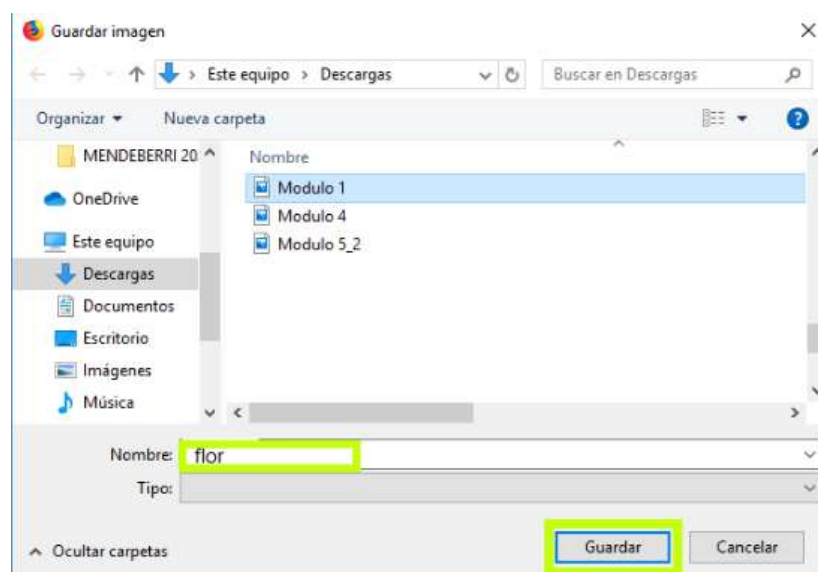 Guardar imagen
Este equipo > Descargas
Buscar en Descargas
Organizar
Nueva carpeta
MENDEBERRI 20
OneDrive
Este equipo
Descargas
Documentos
Escritorio
Imágenes
Música
Nombre
Modulo 1
Modulo 4
Modulo 5_2
Nombre: flor
Tipo:
Ocultar carpetas
Guardar
Cancelar